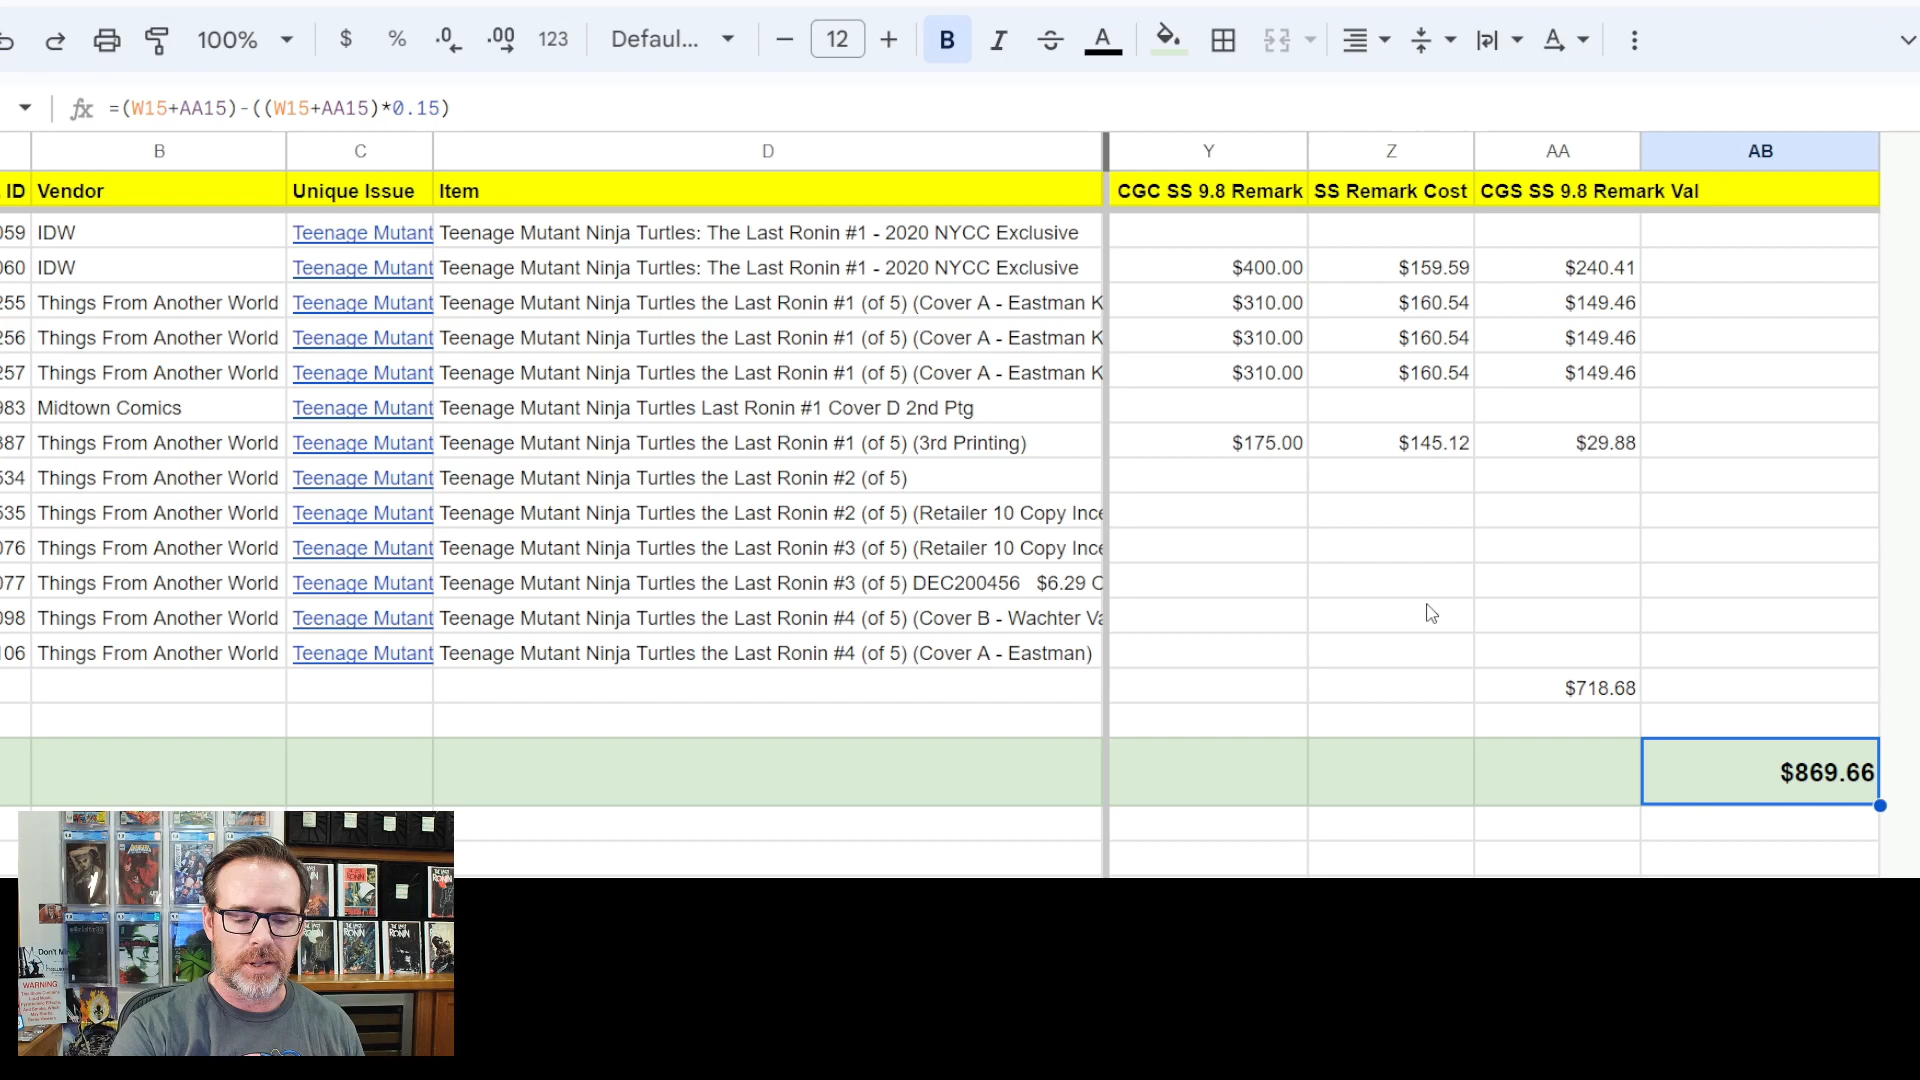 100% $ % .0 .00 123 Defaul... − 12 + B I A
fx =(W15+AA15)-((W15+AA15)*0.15)
B C D Y Z AA AB
ID Vendor Unique Issue Item CGC SS 9.8 Remark SS Remark Cost CGS SS 9.8 Remark Val
059 IDW Teenage Mutant Teenage Mutant Ninja Turtles: The Last Ronin #1 - 2020 NYCC Exclusive
060 IDW Teenage Mutant Teenage Mutant Ninja Turtles: The Last Ronin #1 - 2020 NYCC Exclusive $400.00 $159.59 $240.41
255 Things From Another World Teenage Mutant Teenage Mutant Ninja Turtles the Last Ronin #1 (of 5) (Cover A - Eastman K $310.00 $160.54 $149.46
256 Things From Another World Teenage Mutant Teenage Mutant Ninja Turtles the Last Ronin #1 (of 5) (Cover A - Eastman K $310.00 $160.54 $149.46
257 Things From Another World Teenage Mutant Teenage Mutant Ninja Turtles the Last Ronin #1 (of 5) (Cover A - Eastman K $310.00 $160.54 $149.46
983 Midtown Comics Teenage Mutant Teenage Mutant Ninja Turtles Last Ronin #1 Cover D 2nd Ptg
387 Things From Another World Teenage Mutant Teenage Mutant Ninja Turtles the Last Ronin #1 (of 5) (3rd Printing) $175.00 $145.12 $29.88
534 Things From Another World Teenage Mutant Teenage Mutant Ninja Turtles the Last Ronin #2 (of 5)
535 Things From Another World Teenage Mutant Teenage Mutant Ninja Turtles the Last Ronin #2 (of 5) (Retailer 10 Copy Ince
076 Things From Another World Teenage Mutant Teenage Mutant Ninja Turtles the Last Ronin #3 (of 5) (Retailer 10 Copy Ince
077 Things From Another World Teenage Mutant Teenage Mutant Ninja Turtles the Last Ronin #3 (of 5) DEC200456 $6.29 C
098 Things From Another World Teenage Mutant Teenage Mutant Ninja Turtles the Last Ronin #4 (of 5) (Cover B - Wachter Va
106 Things From Another World Teenage Mutant Teenage Mutant Ninja Turtles the Last Ronin #4 (of 5) (Cover A - Eastman)
$718.68
$869.66
Don't
WARNING
RONIN
RONIN
RONIN